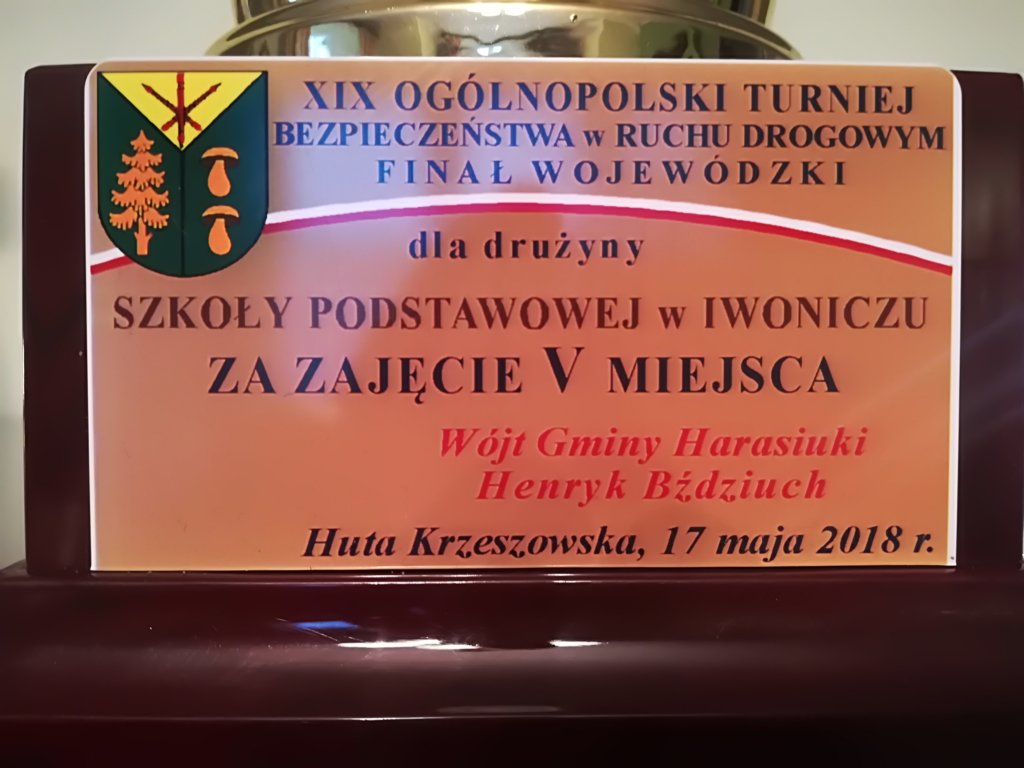 XIX OGÓLNOPOLSKI TURNIEJ
BEZPIECZEŃSTWA w RUCHU DROGOWYM
FINAŁ WOJEWÓDZKI
dla drużyny
SZKOŁY PODSTAWOWEJ w IWONICZU
ZA ZAJĘCIE V MIEJSCA
Wójt Gminy Harasiuki
Henryk Bździuch
Huta Krzeszowska, 17 maja 2018 r.